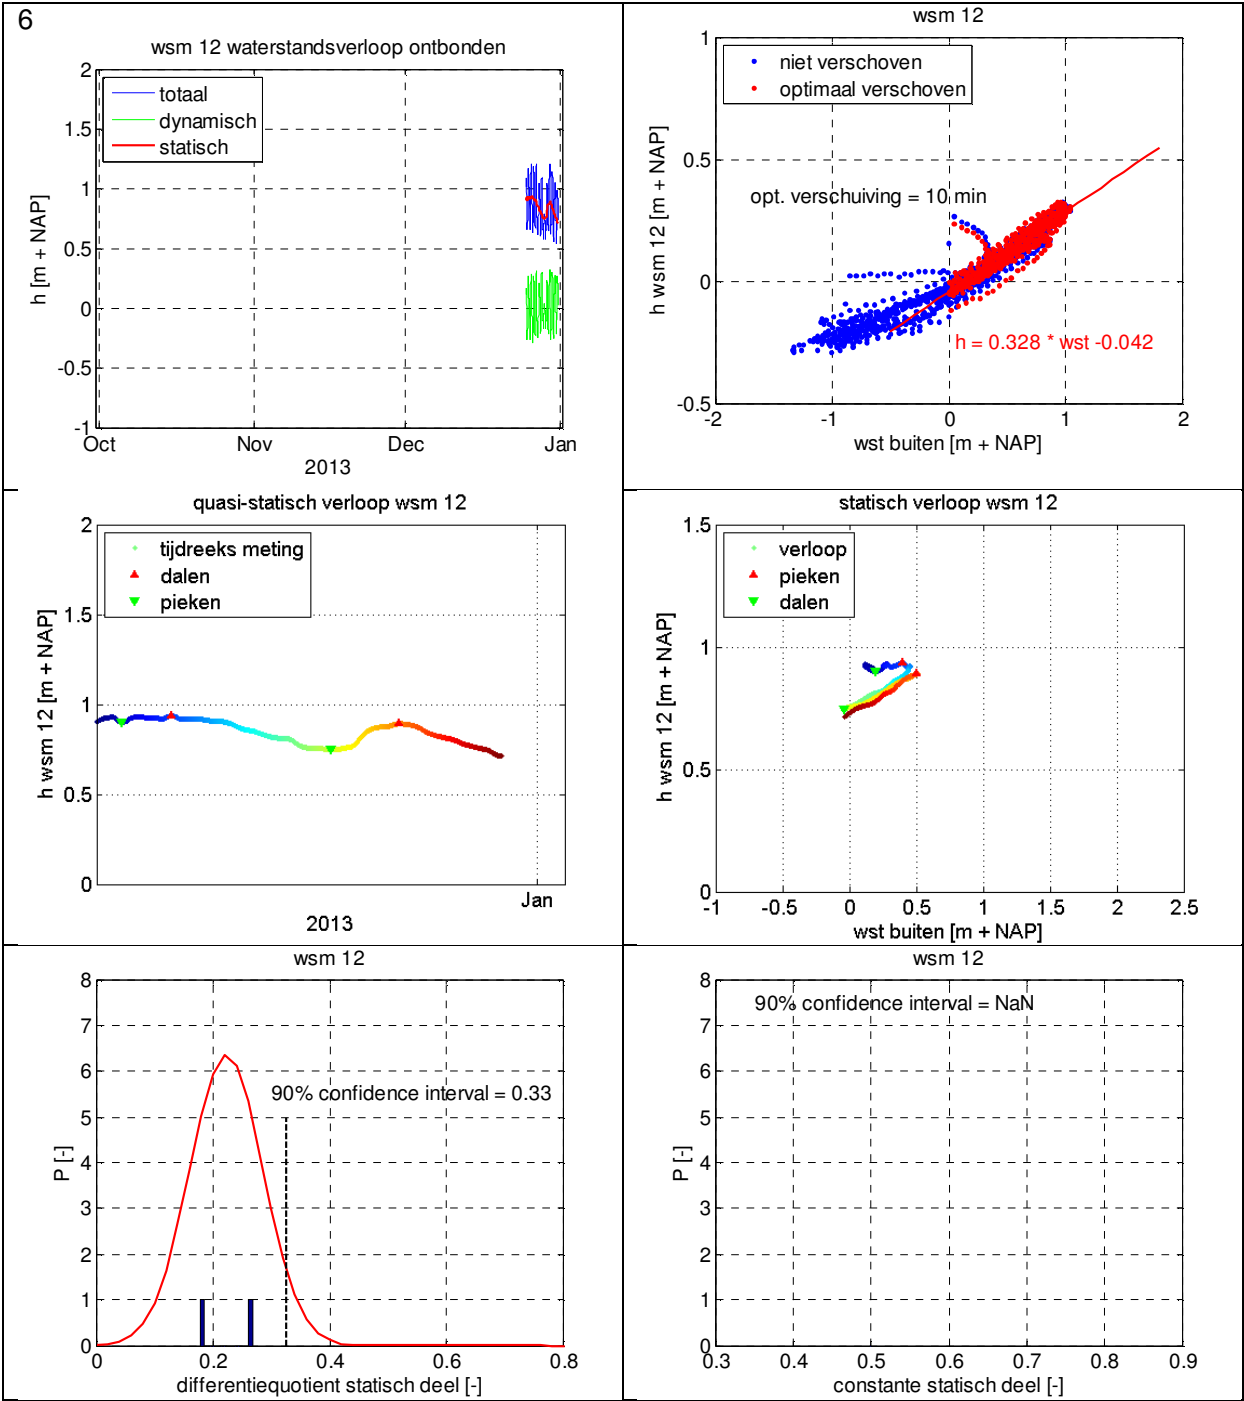 6
wsm 12 waterstandsverloop ontbonden
totaal
dynamisch
statisch
h [m + NAP]
2
1.5
1
0.5
0
-0.5
-1
Oct
Nov
Dec
Jan
2013
wsm 12
niet verschoven
optimaal verschoven
opt. verschuiving = 10 min
h = 0.328 * wst -0.042
h wsm 12 [m + NAP]
1
0.5
0
-0.5
-2
-1
0
1
2
wst buiten [m + NAP]
quasi-statisch verloop wsm 12
tijdreeks meting
dalen
pieken
h wsm 12 [m + NAP]
2
1.5
1
0.5
0
Jan
2013
statisch verloop wsm 12
verloop
pieken
dalen
h wsm 12 [m + NAP]
1.5
1
0.5
0
-1
-0.5
0
0.5
1
1.5
2
2.5
wst buiten [m + NAP]
wsm 12
90% confidence interval = 0.33
P [-]
8
7
6
5
4
3
2
1
0
0
0.2
0.4
0.6
0.8
differentiequotient statisch deel [-]
wsm 12
90% confidence interval = NaN
P [-]
8
7
6
5
4
3
2
1
0
0.3
0.4
0.5
0.6
0.7
0.8
0.9
constante statisch deel [-]